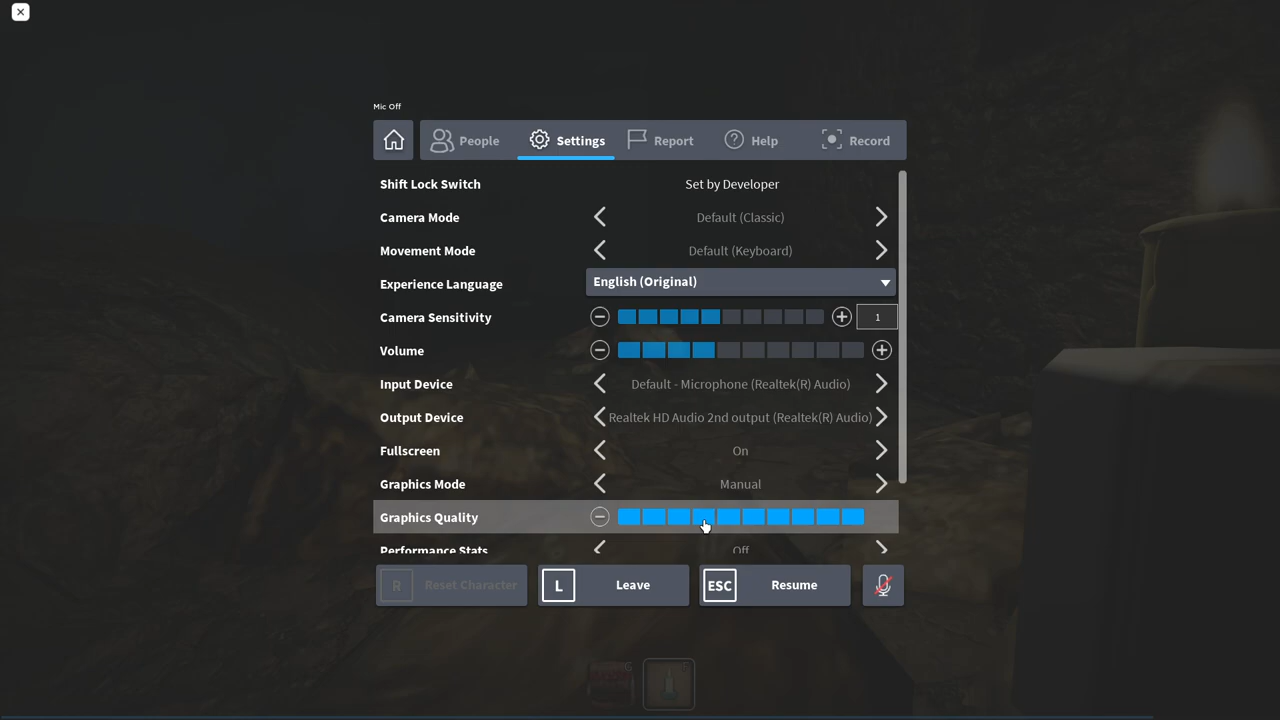 Mic Off
People Settings Report Help Record
Shift Lock Switch Set by Developer
Camera Mode Default (Classic)
Movement Mode Default (Keyboard)
Experience Language English (Original)
Camera Sensitivity 1
Volume
Input Device Default - Microphone (Realtek(R) Audio)
Output Device Realtek HD Audio 2nd output (Realtek(R) Audio)
Fullscreen On
Graphics Mode Manual
Graphics Quality
Performance Stats Off
R Reset Character L Leave ESC Resume